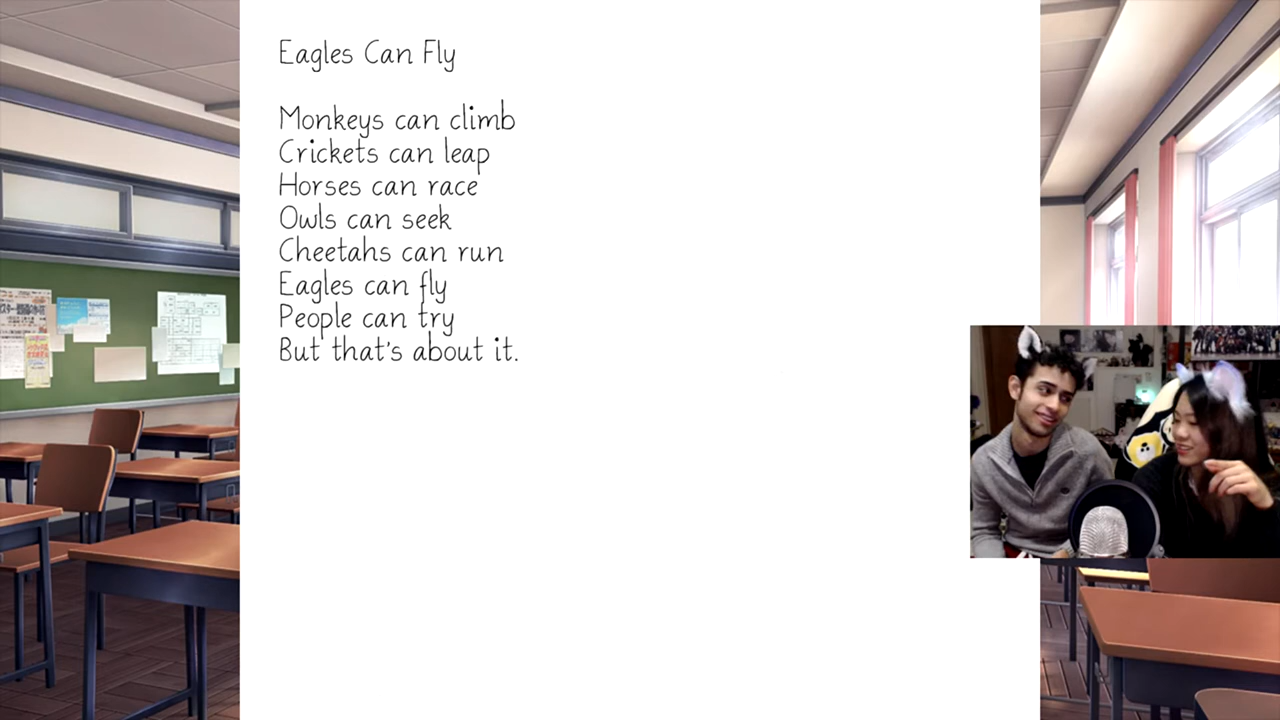 Eagles Can Fly
Monkeys can climb
Crickets can leap
Horses can race
Owls can seek
Cheetahs can run
Eagles can fly
People can try
But that's about it.